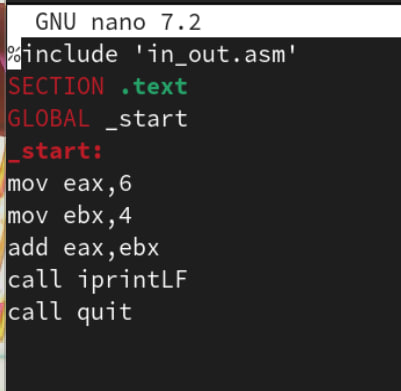 GNU nano 7.2
%include 'in_out.asm'
SECTION .text
GLOBAL _start
_start:
mov eax,6
mov ebx,4
add eax,ebx
call iprintLF
call quit